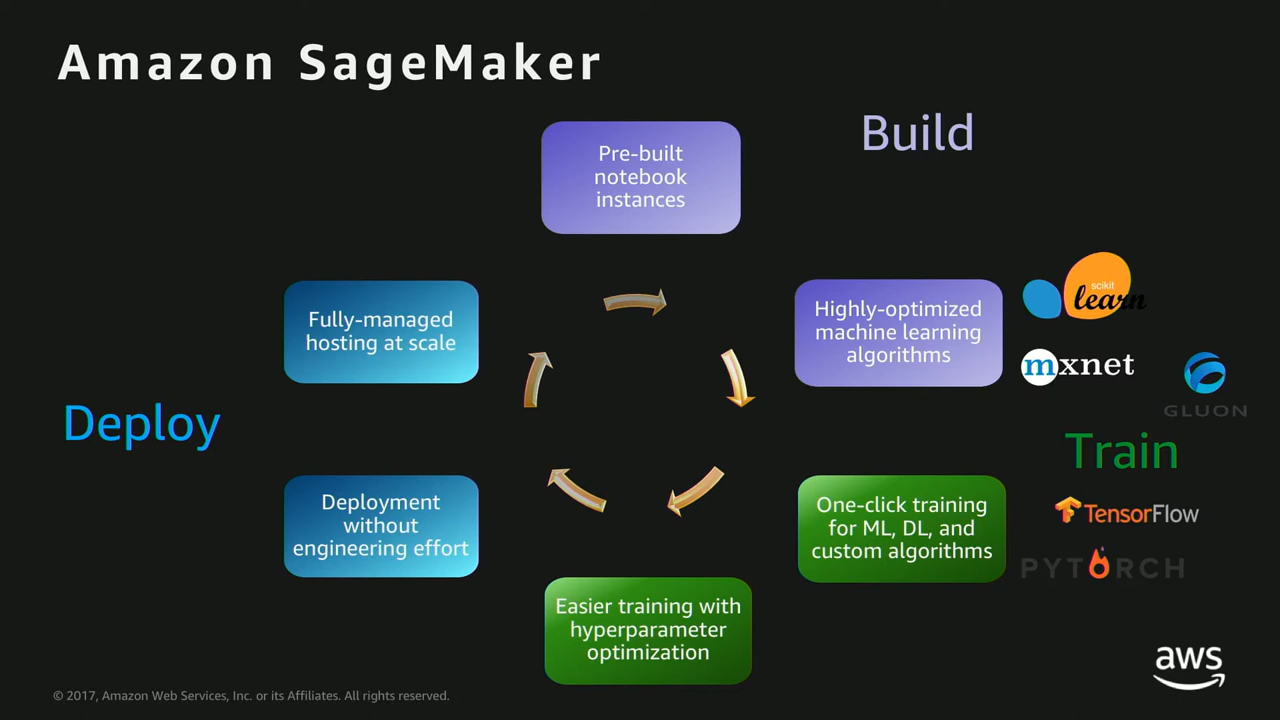 Amazon SageMaker
Build
Pre-built
notebook
instances
Highly-optimized
machine learning
algorithms
scikit
learn
mxnet
GLUON
Train
One-click training
for ML, DL, and
custom algorithms
TensorFlow
PYTORCH
Easier training with
hyperparameter
optimization
Deployment
without
engineering effort
Deploy
Fully-managed
hosting at scale
© 2017, Amazon Web Services, Inc. or its Affiliates. All rights reserved.
aws